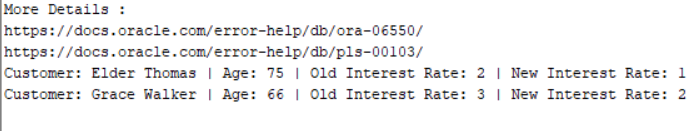 More Details :
https://docs.oracle.com/error-help/db/ora-06550/
https://docs.oracle.com/error-help/db/pls-00103/
Customer: Elder Thomas | Age: 75 | Old Interest Rate: 2 | New Interest Rate: 1
Customer: Grace Walker | Age: 66 | Old Interest Rate: 3 | New Interest Rate: 2